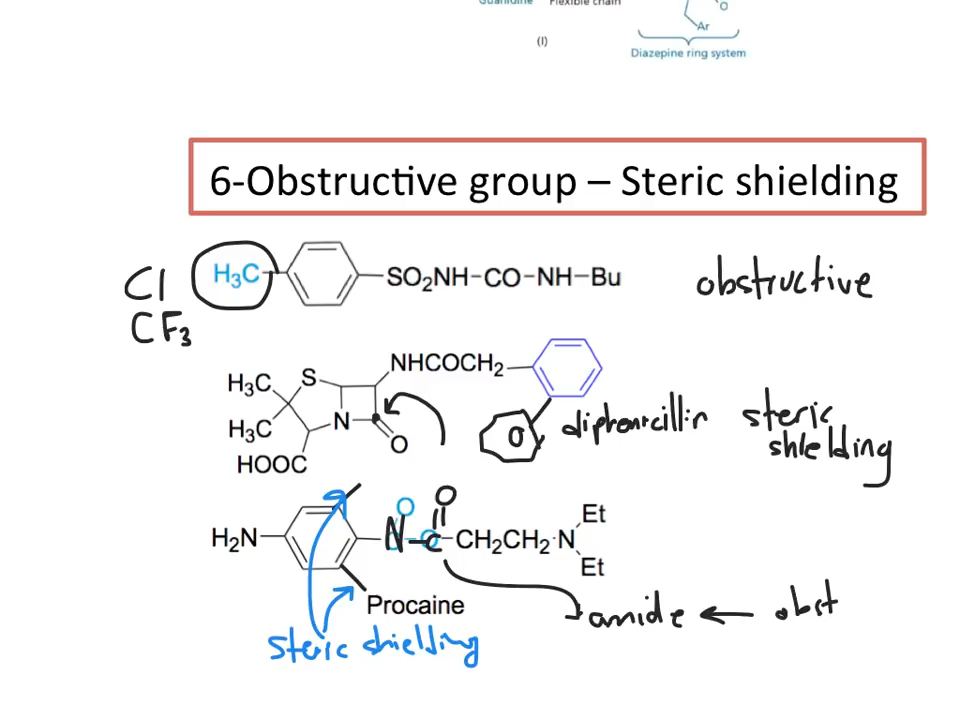 Guanidine Flexible chain
O
Ar
(I)
Diazepine ring system
6-Obstructive group – Steric shielding
Cl
CF3
H3C SO2NH-CO-NH-Bu
obstructive
NHCOCH2
H3C S
N
H3C
O
HOOC
O
steric
shielding
O
O
H2N N-C O CH2CH2·N
Et
Et
Procaine
amide ← obst
steric shielding